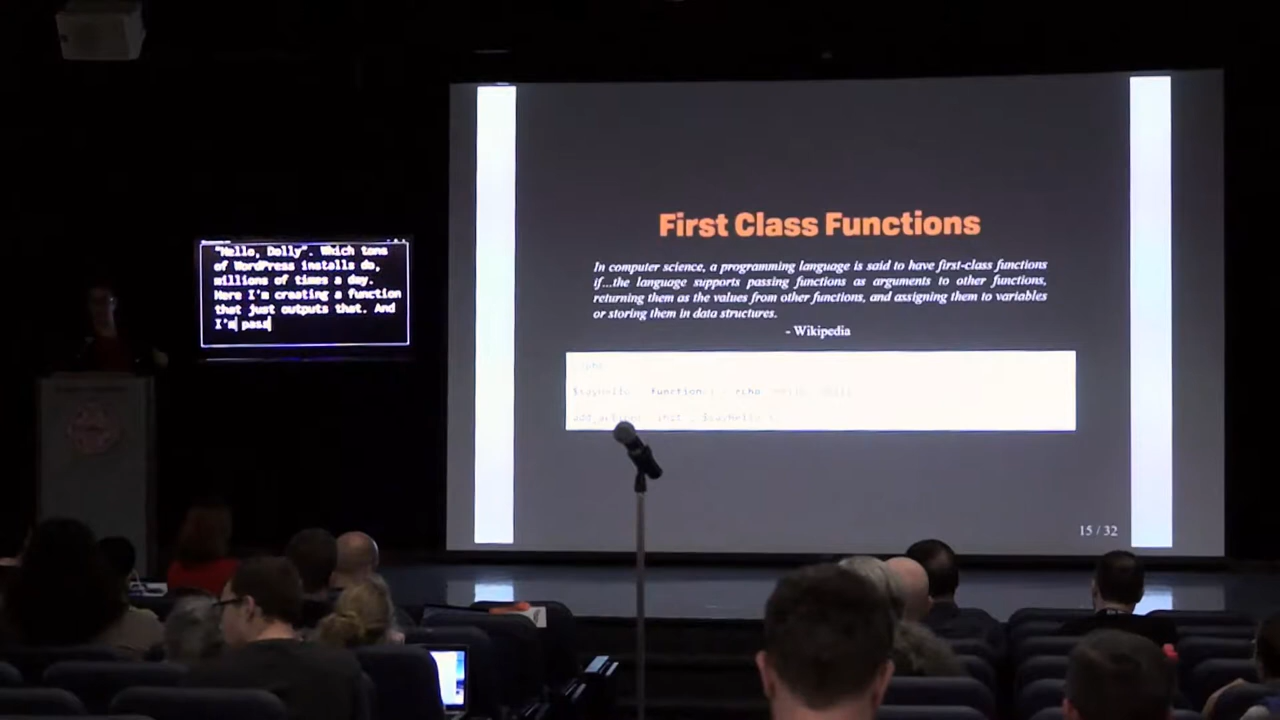 "Hello, Dolly". Which tons
of WordPress installs do,
millions of times a day.
Here I'm creating a function
that just outputs that. And
I'm pass
First Class Functions
In computer science, a programming language is said to have first-class functions
if...the language supports passing functions as arguments to other functions,
returning them as the values from other functions, and assigning them to variables
or storing them in data structures.
- Wikipedia
function
15 / 32